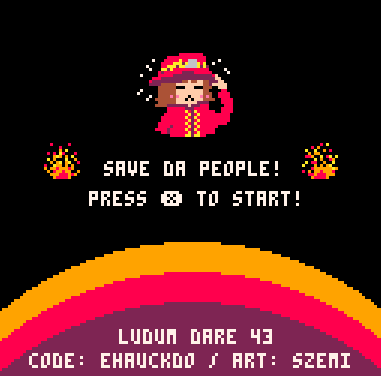 SAVE DA PEOPLE!
PRESS ❎ TO START!
LUDUM DARE 43
CODE: EHAUCKDO / ART: SZEMI